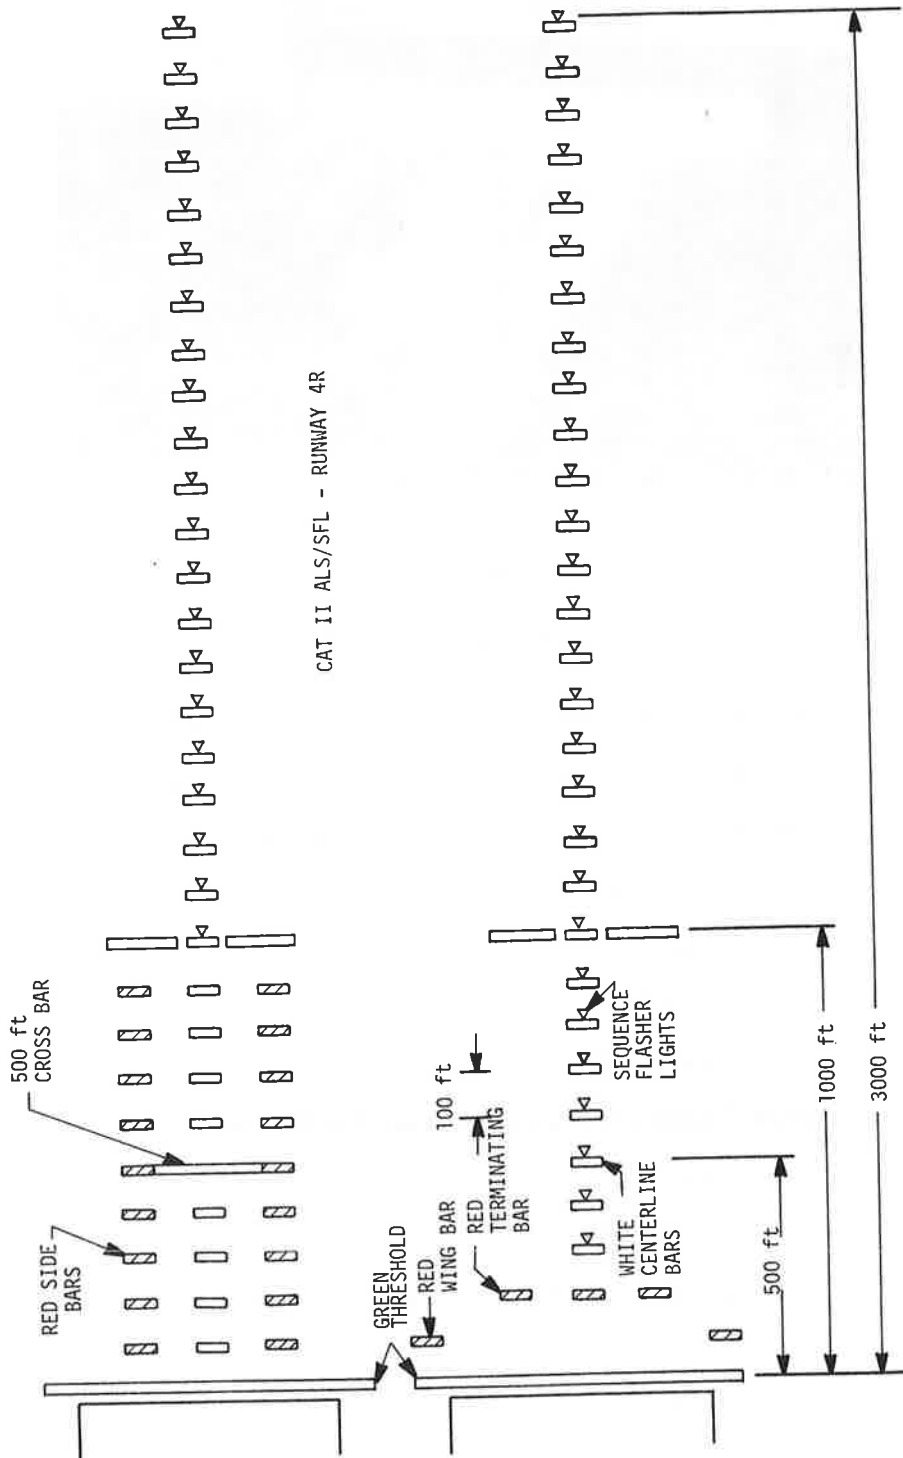 500 ft
CROSS BAR
RED SIDE
BARS
CAT II ALS/SFL - RUNWAY 4R
GREEN
THRESHOLD
RED
WING BAR
RED
TERMINATING
BAR
100 ft
SEQUENCE
FLASHER
LIGHTS
WHITE
CENTERLINE
BARS
500 ft
1000 ft
3000 ft